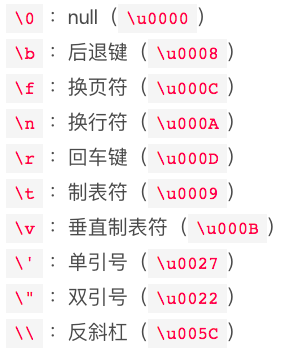 \0 ：null（\u0000）
\b ：后退键（\u0008）
\f ：换页符（\u000C）
\n ：换行符（\u000A）
\r ：回车键（\u000D）
\t ：制表符（\u0009）
\v ：垂直制表符（\u000B）
\' ：单引号（\u0027）
\" ：双引号（\u0022）
\\ ：反斜杠（\u005C）